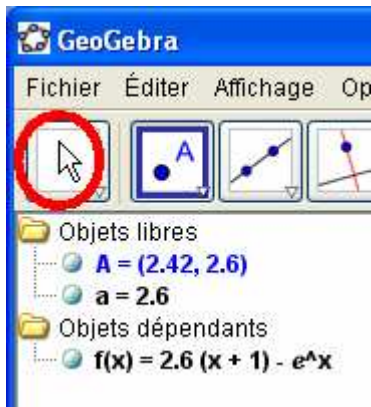 GeoGebra
Fichier Éditer Affichage Op
A
Objets libres
A = (2.42, 2.6)
a = 2.6
Objets dépendants
f(x) = 2.6 (x + 1) - e^x